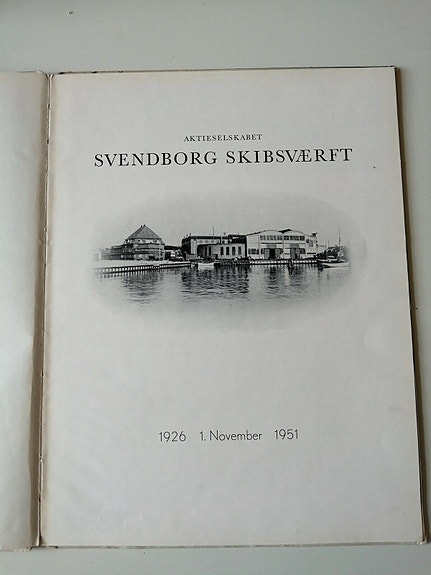 AKTIESELSKABET
SVENDBORG SKIBSVÆRFT
1926 1. November 1951